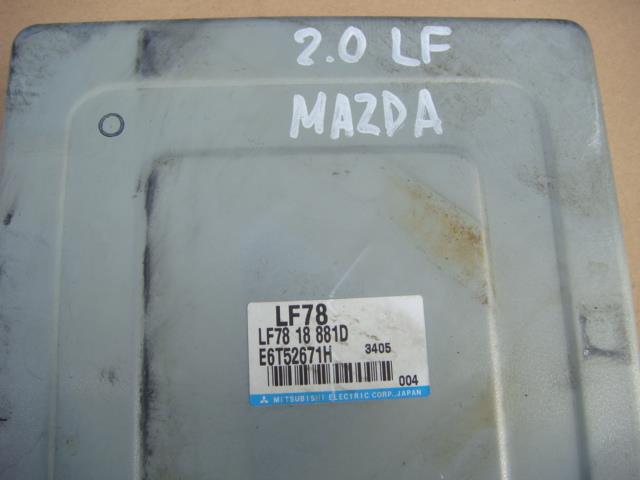 2.0 LF
MAZDA
LF78
LF78 18 881D
E6T52671H 3405
004
MITSUBISHI ELECTRIC CORP., JAPAN